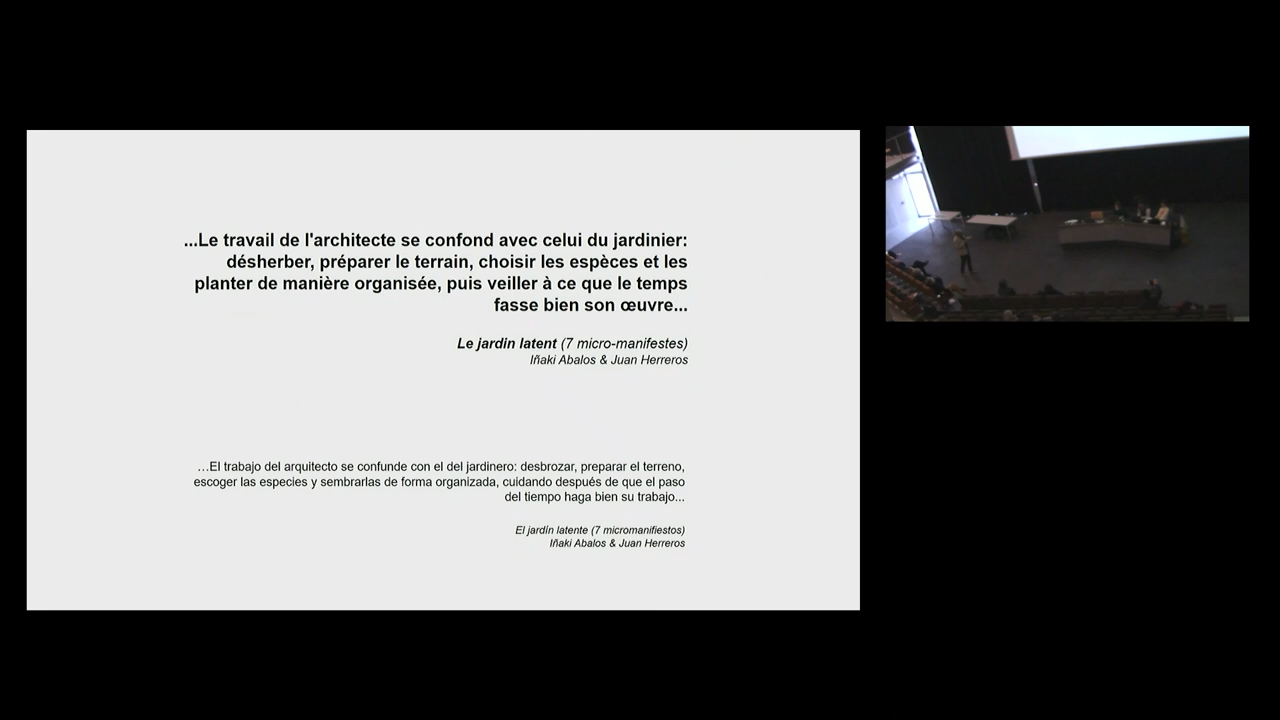 ...Le travail de l'architecte se confond avec celui du jardinier:
désherber, préparer le terrain, choisir les espèces et les
planter de manière organisée, puis veiller à ce que le temps
fasse bien son œuvre...
Le jardin latent (7 micro-manifestes)
Iñaki Abalos & Juan Herreros
…El trabajo del arquitecto se confunde con el del jardinero: desbrozar, preparar el terreno,
escoger las especies y sembrarlas de forma organizada, cuidando después de que el paso
del tiempo haga bien su trabajo...
El jardín latente (7 micromanifiestos)
Iñaki Abalos & Juan Herreros